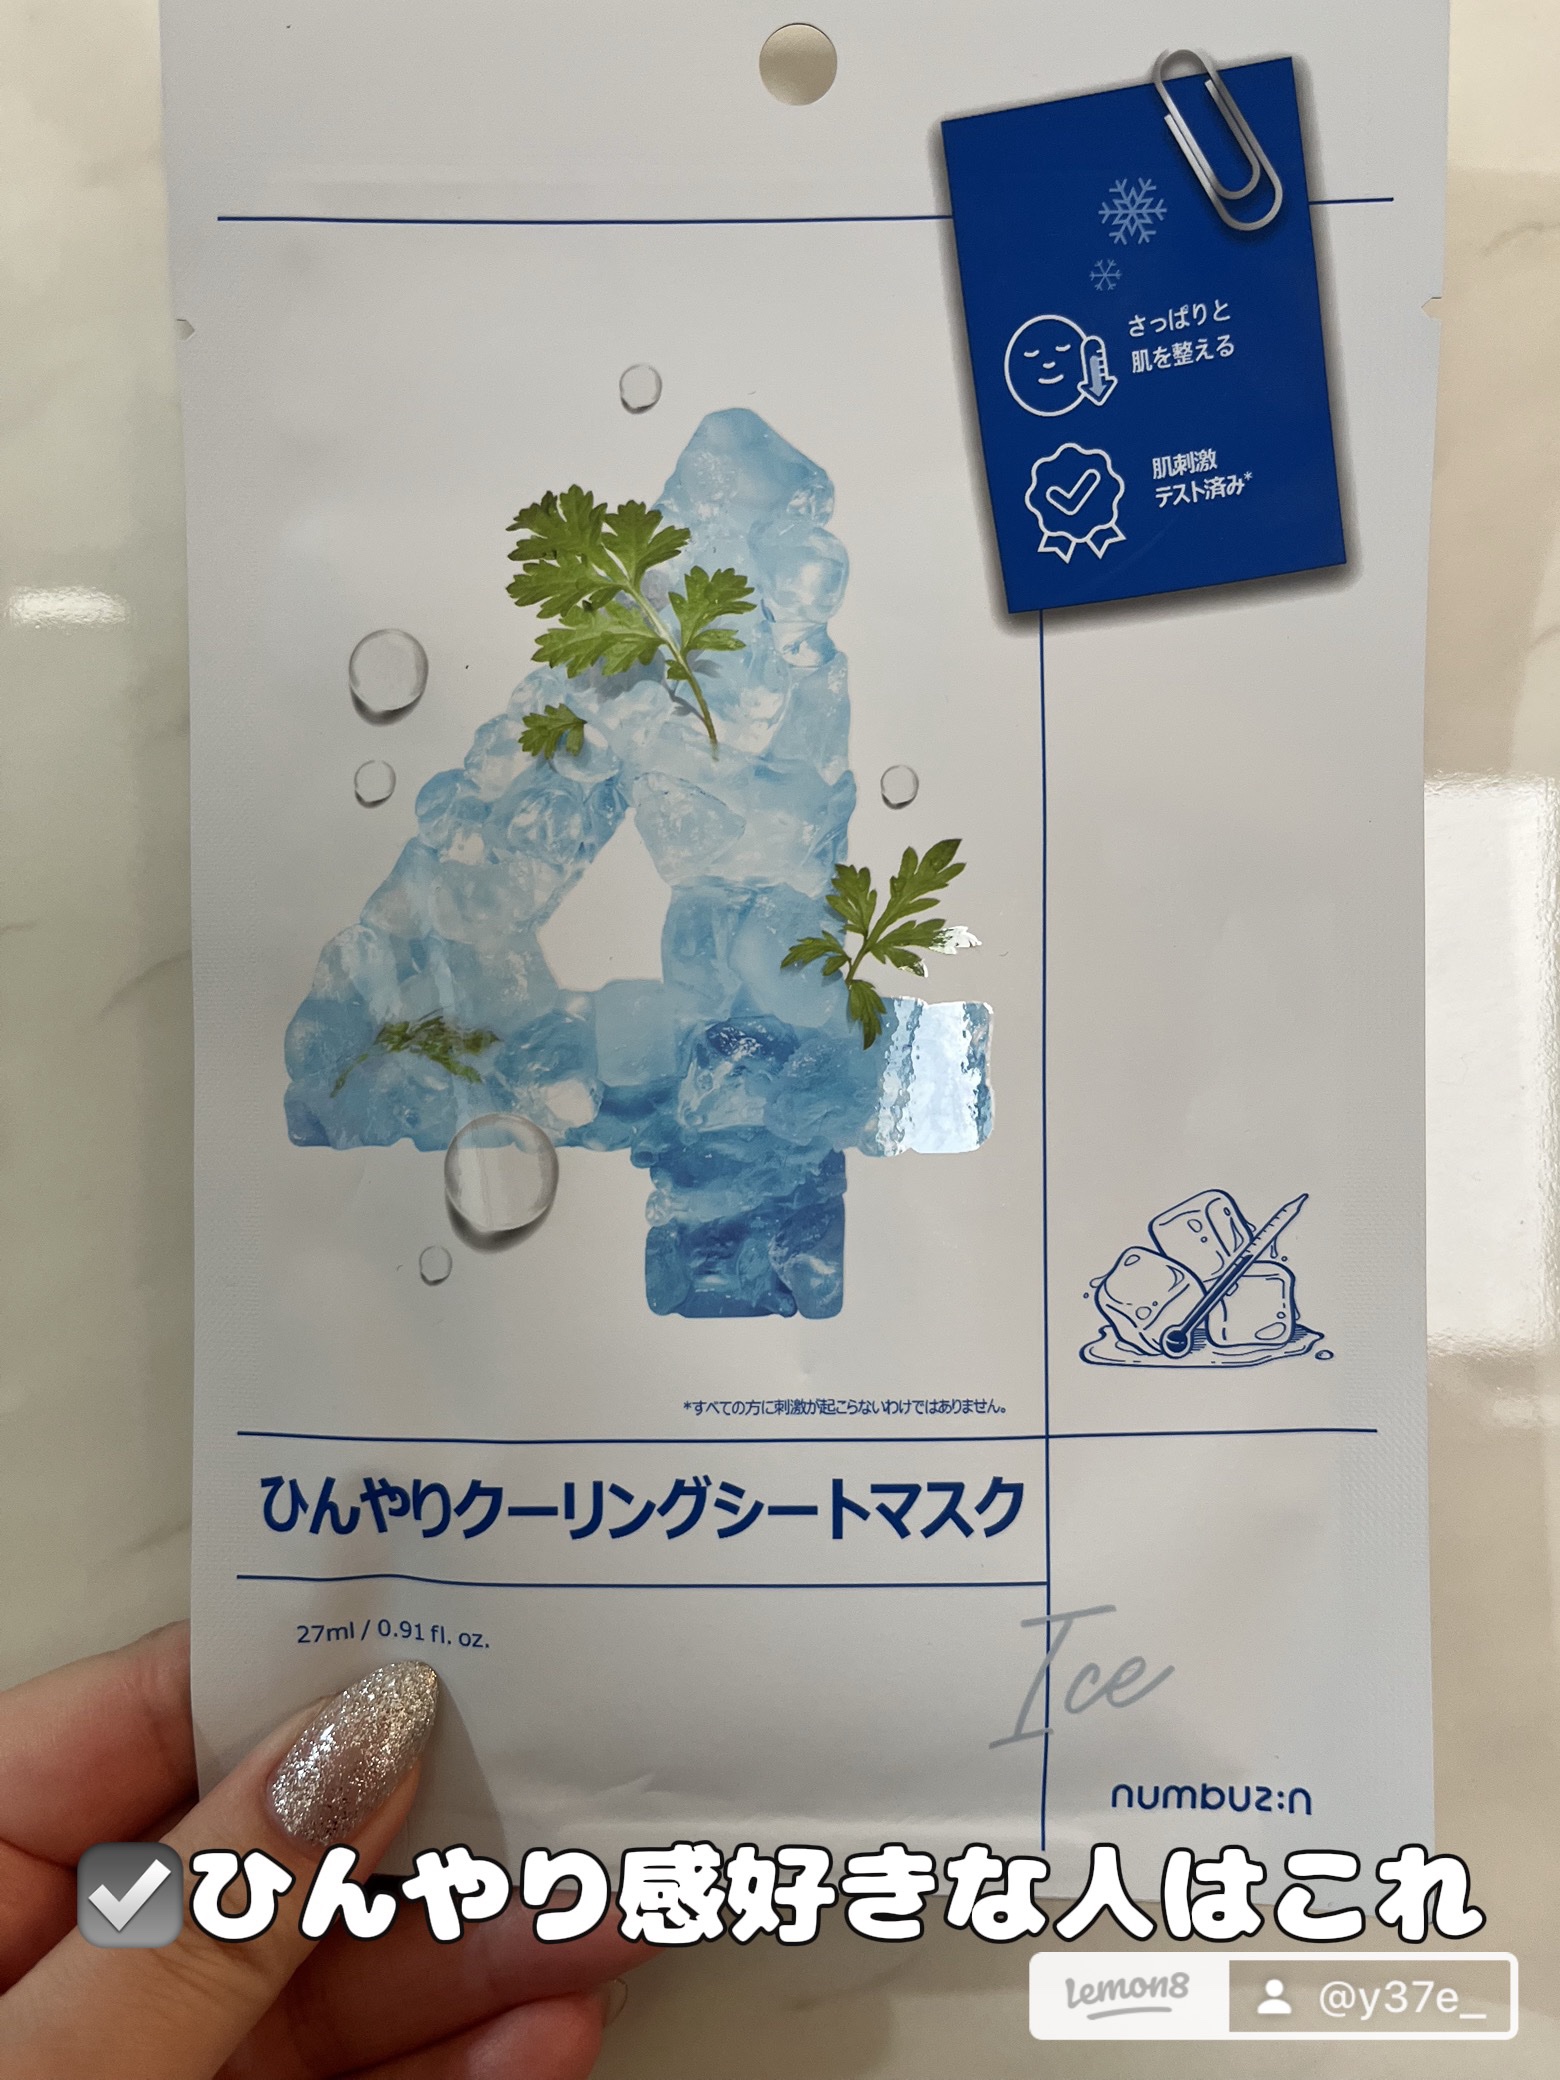 さっぱりと
肌を整える
肌刺激
テスト済み*
*すべての方に刺激が起こらないわけではありません。
ひんやりクーリングシートマスク
27ml / 0.91 fl. oz.
Ice
numbuz:n
☑ひんやり感好きな人はこれ
Lemon8 @y37e_